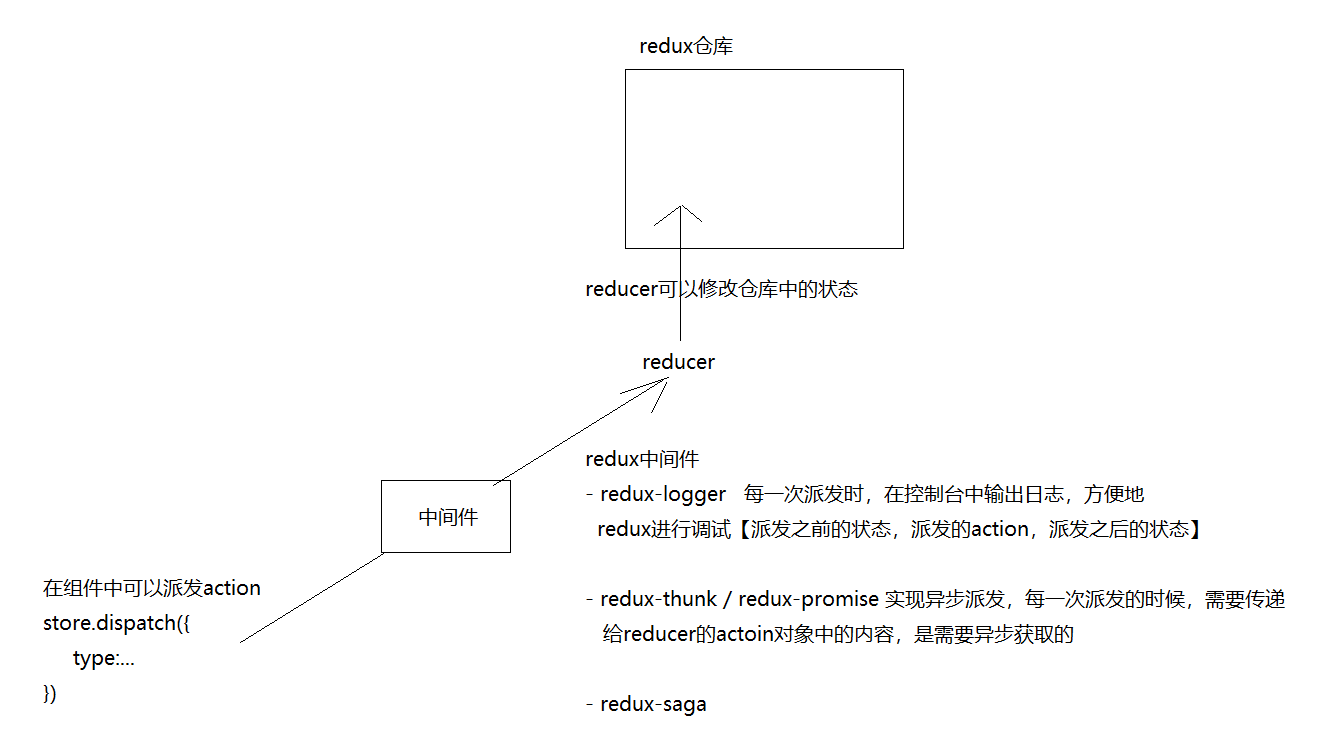 redux仓库
reducer可以修改仓库中的状态
reducer
redux中间件
- redux-logger 每一次派发时，在控制台中输出日志，方便地
redux进行调试【派发之前的状态，派发的action，派发之后的状态】
中间件
- redux-thunk / redux-promise 实现异步派发，每一次派发的时候，需要传递
给reducer的actoin对象中的内容，是需要异步获取的
- redux-saga
在组件中可以派发action
store.dispatch({
type:...
})